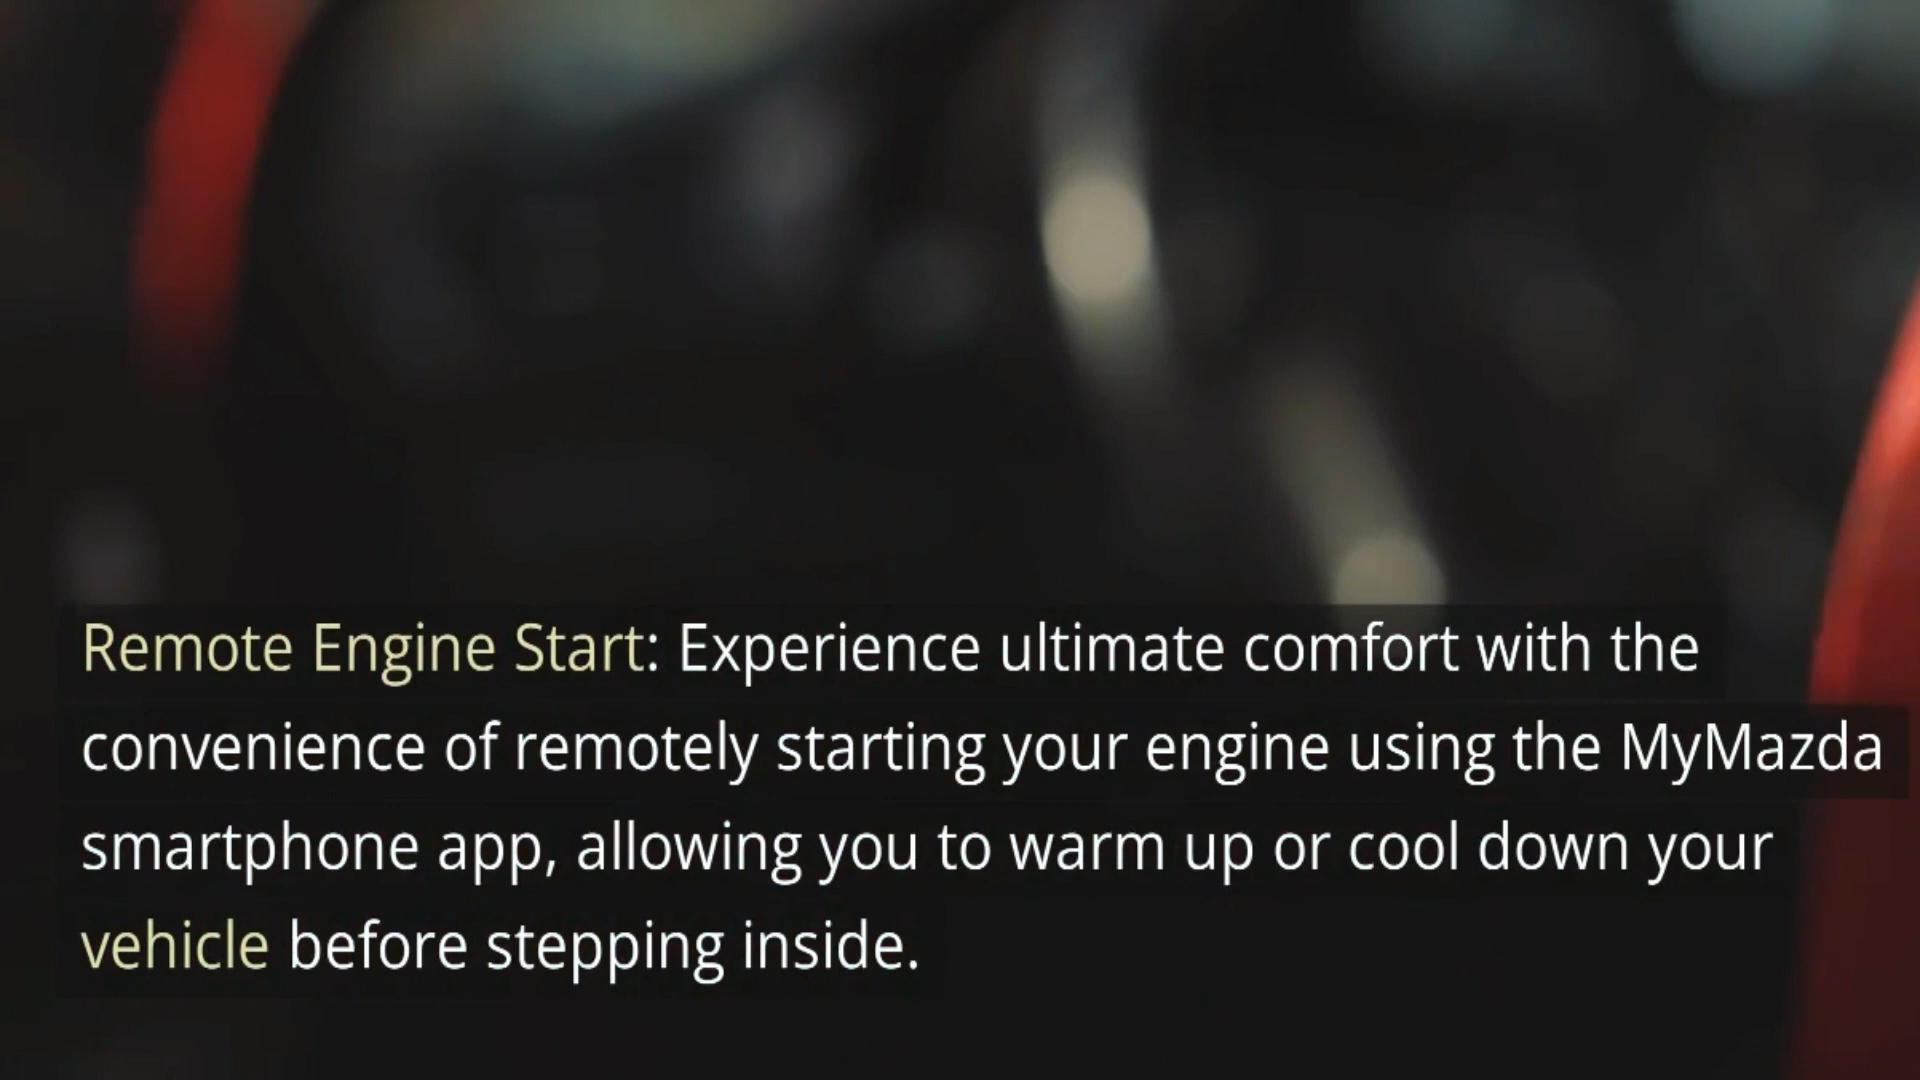 Remote Engine Start: Experience ultimate comfort with the
convenience of remotely starting your engine using the MyMazda
smartphone app, allowing you to warm up or cool down your
vehicle before stepping inside.